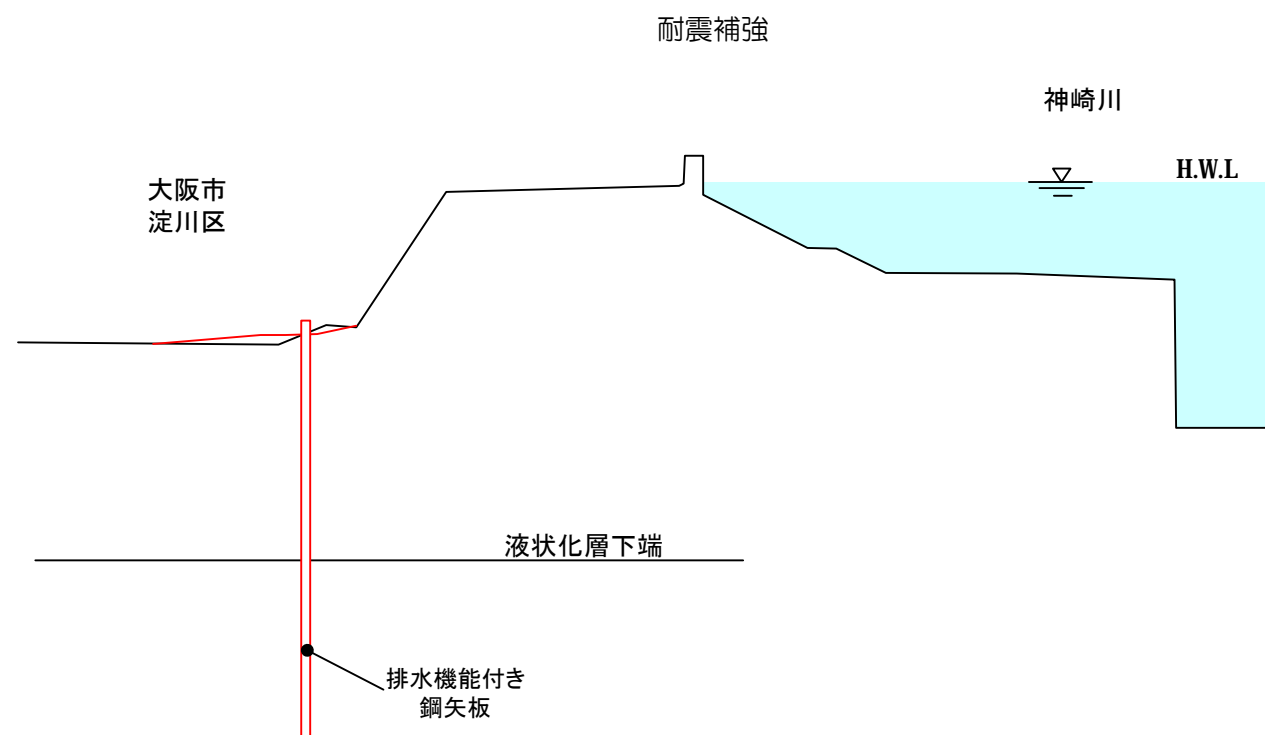 耐震補強
神崎川
H.W.L
大阪市
淀川区
液状化層下端
排水機能付き
鋼矢板